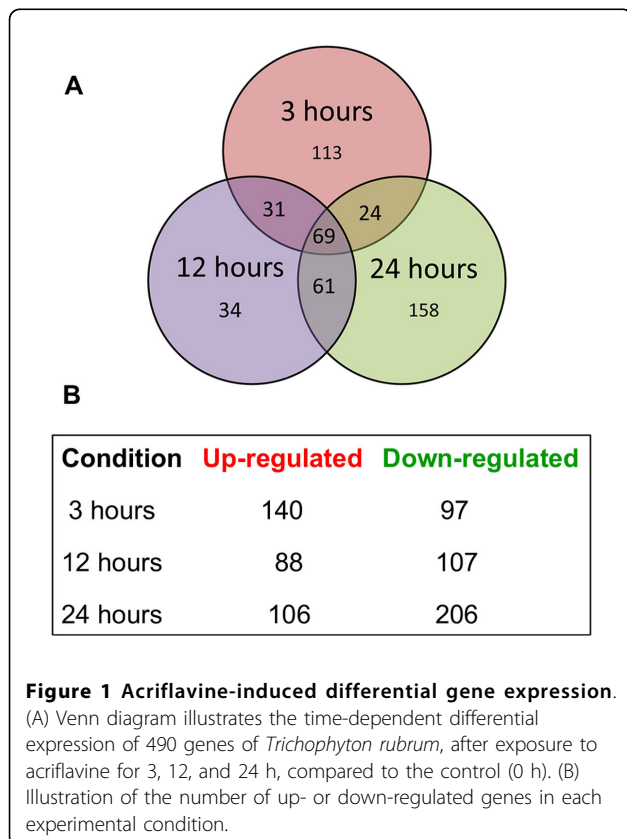 A
3 hours
113
31
24
69
12 hours
24 hours
61
34
158
B
Condition Up-regulated Down-regulated
3 hours 140 97
12 hours 88 107
24 hours 106 206
Figure 1 Acriflavine-induced differential gene expression.
(A) Venn diagram illustrates the time-dependent differential
expression of 490 genes of Trichophyton rubrum, after exposure to
acriflavine for 3, 12, and 24 h, compared to the control (0 h). (B)
Illustration of the number of up- or down-regulated genes in each
experimental condition.